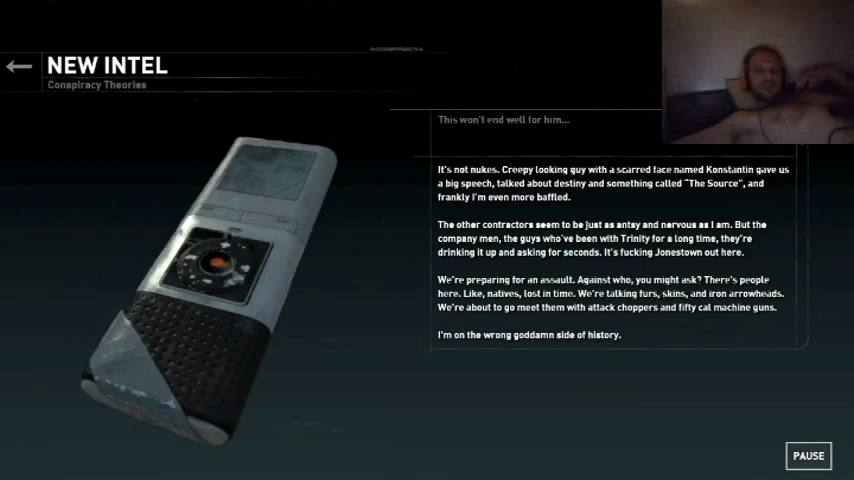 NEW INTEL
Conspiracy Theories
This won't end well for him...
It's not nukes. Creepy looking guy with a scarred face named Konstantin gave us
a big speech, talked about destiny and something called "The Source", and
frankly I'm even more baffled.
The other contractors seem to be just as antsy and nervous as I am. But the
company men, the guys who've been with Trinity for a long time, they're
drinking it up and asking for seconds. It's fucking Jonestown out here.
We're preparing for an assault. Against who, you might ask? There's people
here. Like, natives, lost in time. We're talking furs, skins, and iron arrowheads.
We're about to go meet them with attack choppers and fifty cal machine guns.
I'm on the wrong goddamn side of history.
PAUSE